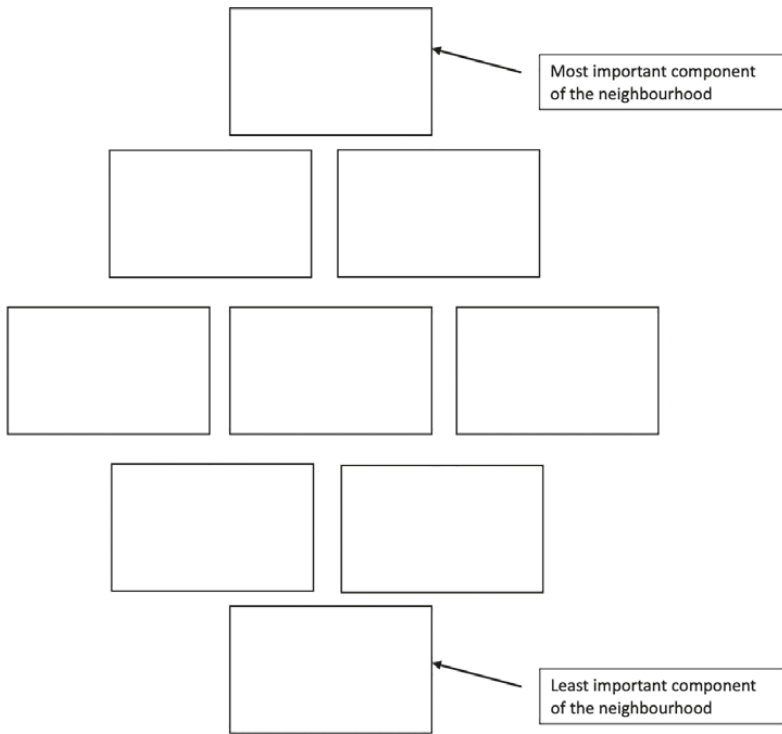 Most important component
of the neighbourhood
Least important component
of the neighbourhood